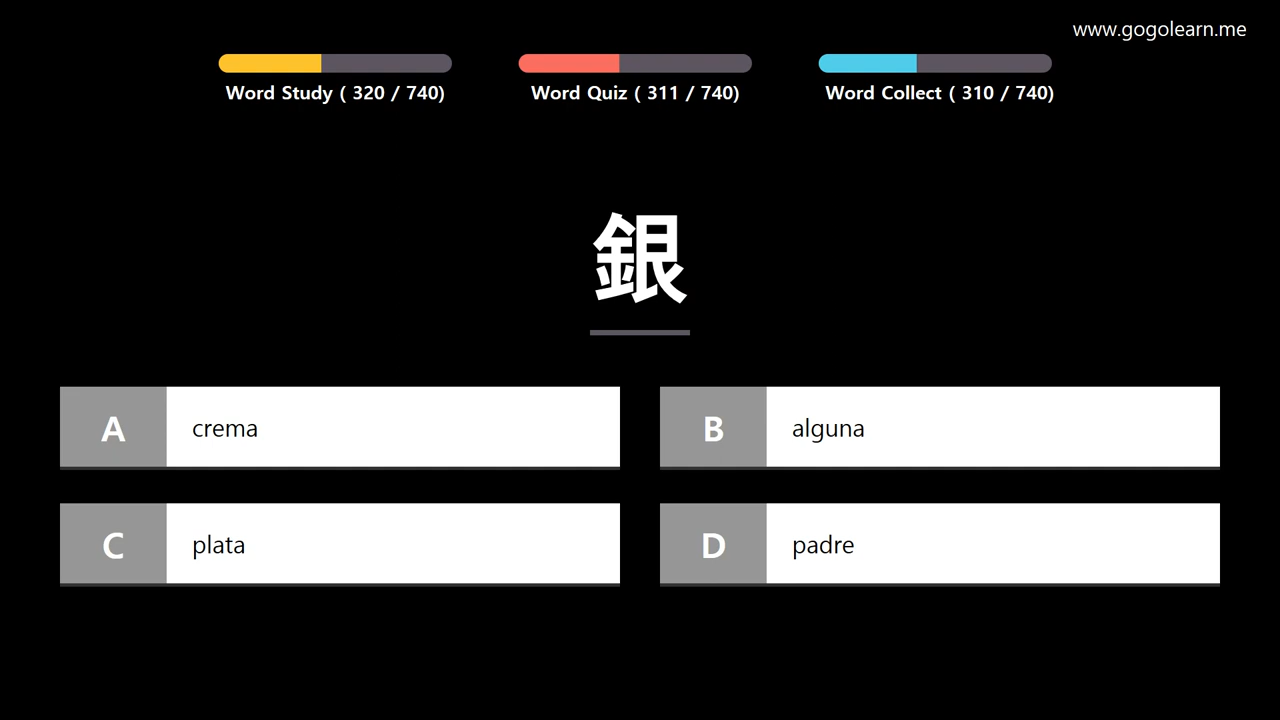 www.gogolearn.me
Word Study ( 320 / 740)
Word Quiz ( 311 / 740)
Word Collect ( 310 / 740)
銀
A
crema
B
alguna
C
plata
D
padre